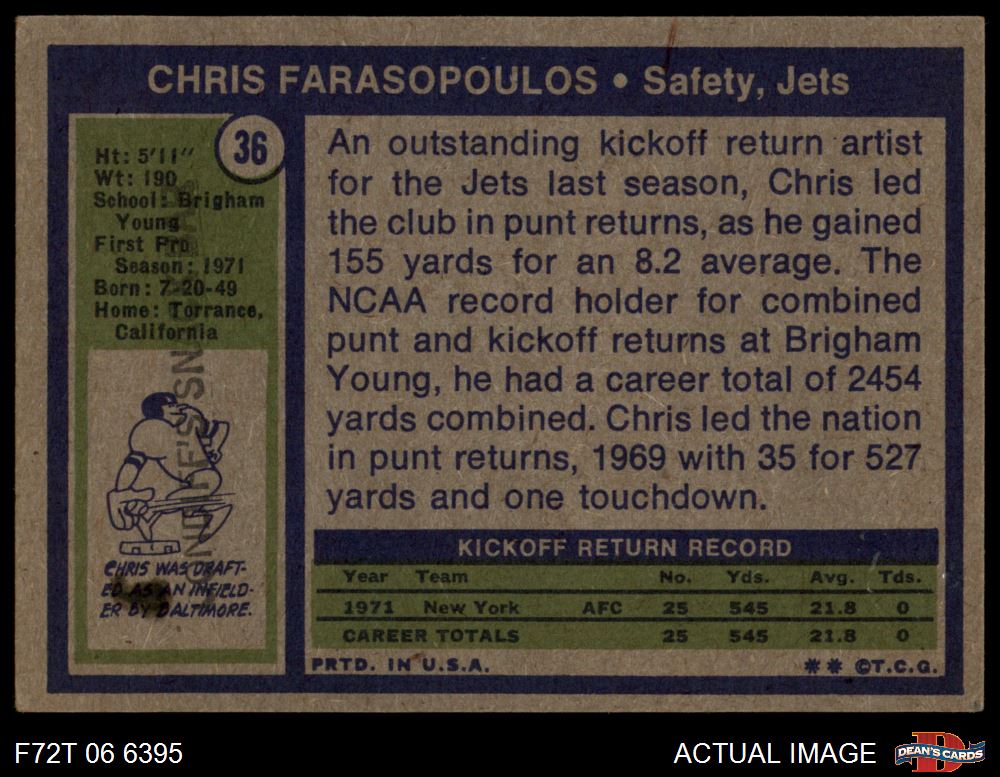 CHRIS FARASOPOULOS • Safety, Jets
36
Ht: 5'11"
Wt: 190
School: Brigham
Young
First Pro
Season: 1971
Born: 7-20-49
Home: Torrance,
California
CHRIS WAS DRAFT-
ED AS AN INFIELD-
ER BY BALTIMORE.
An outstanding kickoff return artist
for the Jets last season, Chris led
the club in punt returns, as he gained
155 yards for an 8.2 average. The
NCAA record holder for combined
punt and kickoff returns at Brigham
Young, he had a career total of 2454
yards combined. Chris led the nation
in punt returns, 1969 with 35 for 527
yards and one touchdown.
KICKOFF RETURN RECORD
Year Team No. Yds. Avg. Tds.
1971 New York AFC 25 545 21.8 0
CAREER TOTALS 25 545 21.8 0
PRTD. IN U.S.A. ** ©T.C.G.
F72T 06 6395 ACTUAL IMAGE DEAN'S CARDS